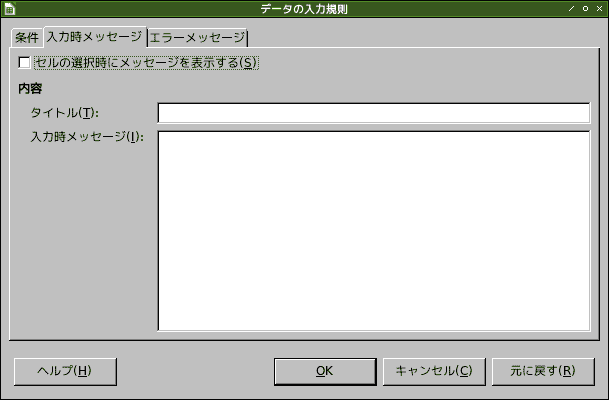 データの入力規則
条件 入力時メッセージ エラーメッセージ
セルの選択時にメッセージを表示する(S)
内容
タイトル(T):
入力時メッセージ(I):
ヘルプ(H) OK キャンセル(C) 元に戻す(R)